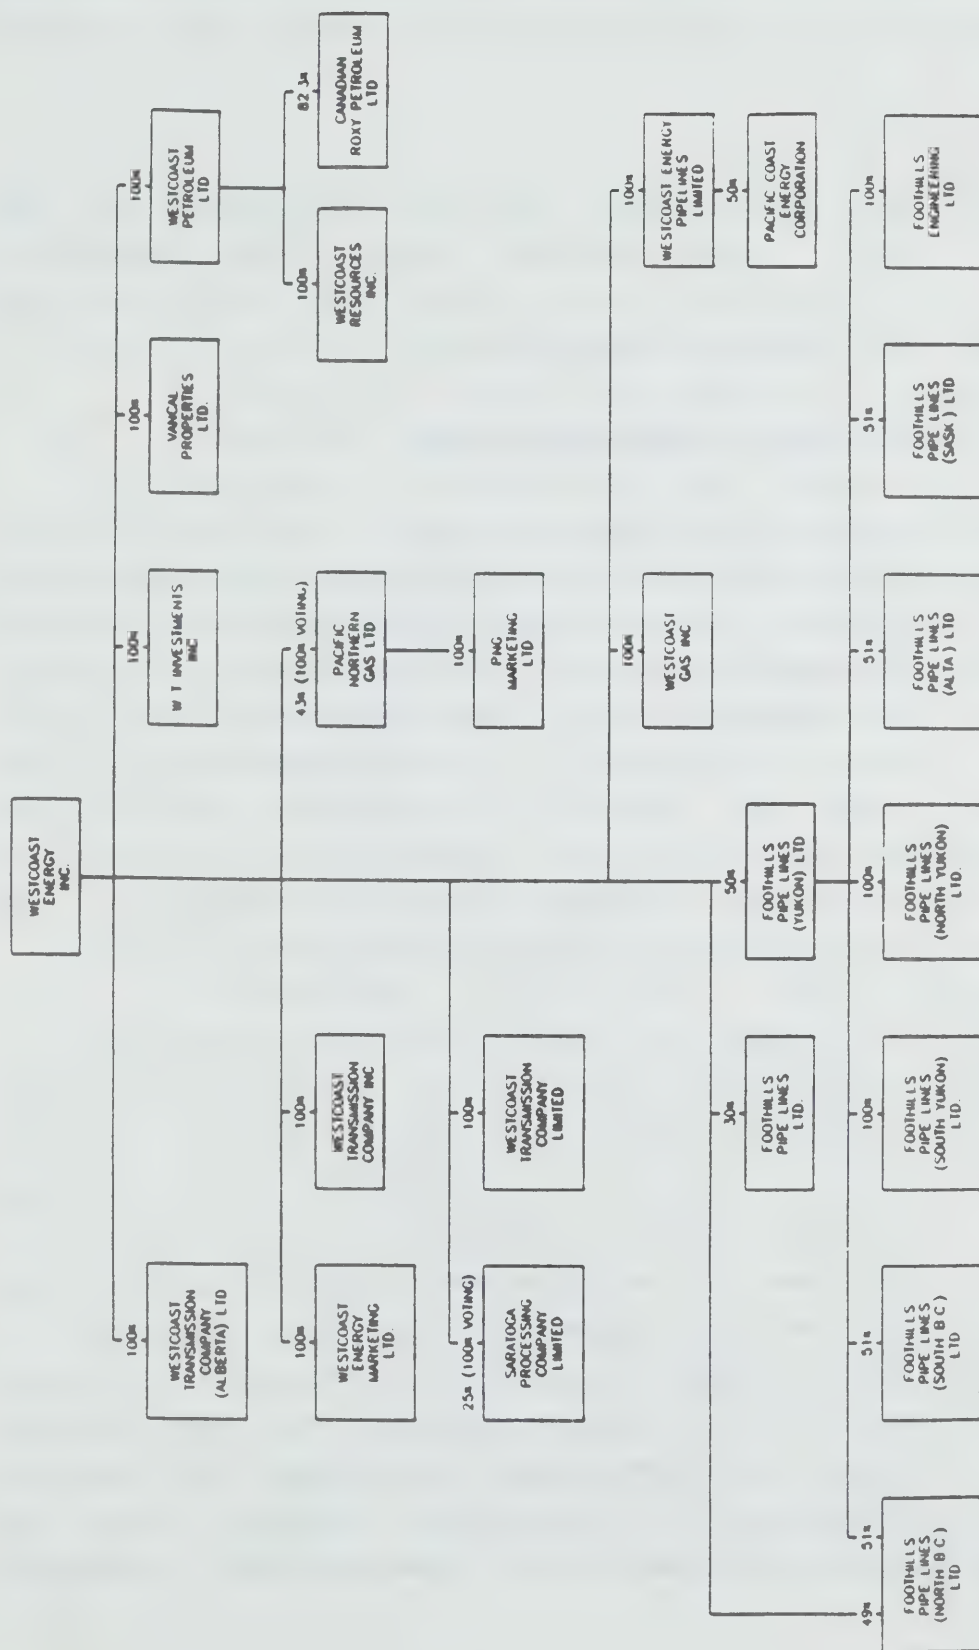 WESTCOAST
ENERGY
INC.
100%
WESTCOAST
TRANSMISSION
COMPANY
(ALBERTA) LTD
100%
W T INVESTMENTS
INC
100%
VANCAL
PROPERTIES
LTD.
100%
WESTCOAST
PETROLEUM
LTD
100%
WESTCOAST
ENERGY
MARKETING
LTD.
100%
WESTCOAST
TRANSMISSION
COMPANY INC
43% (100% VOTING)
PACIFIC
NORTHERN
GAS LTD
100%
WESTCOAST
RESOURCES
INC.
82.3%
CANADIAN
ROXY PETROLEUM
LTD
25% (100% VOTING)
SARATOGA
PROCESSING
COMPANY
LIMITED
100%
WESTCOAST
TRANSMISSION
COMPANY
LIMITED
100%
PNG
MARKETING
LTD
100%
WESTCOAST
GAS INC
100%
WESTCOAST ENERGY
PIPELINES
LIMITED
30%
FOOTHILLS
PIPE LINES
LTD.
50%
FOOTHILLS
PIPE LINES
(YUKON) LTD
50%
PACIFIC COAST
ENERGY
CORPORATION
49%
51%
FOOTHILLS
PIPE LINES
(NORTH B C)
LTD
51%
FOOTHILLS
PIPE LINES
(SOUTH B C)
LTD
100%
FOOTHILLS
PIPE LINES
(SOUTH YUKON)
LTD
100%
FOOTHILLS
PIPE LINES
(NORTH YUKON)
LTD.
51%
FOOTHILLS
PIPE LINES
(ALTA) LTD
51%
FOOTHILLS
PIPE LINES
(SASK) LTD
100%
FOOTHILLS
ENGINEERING
LTD